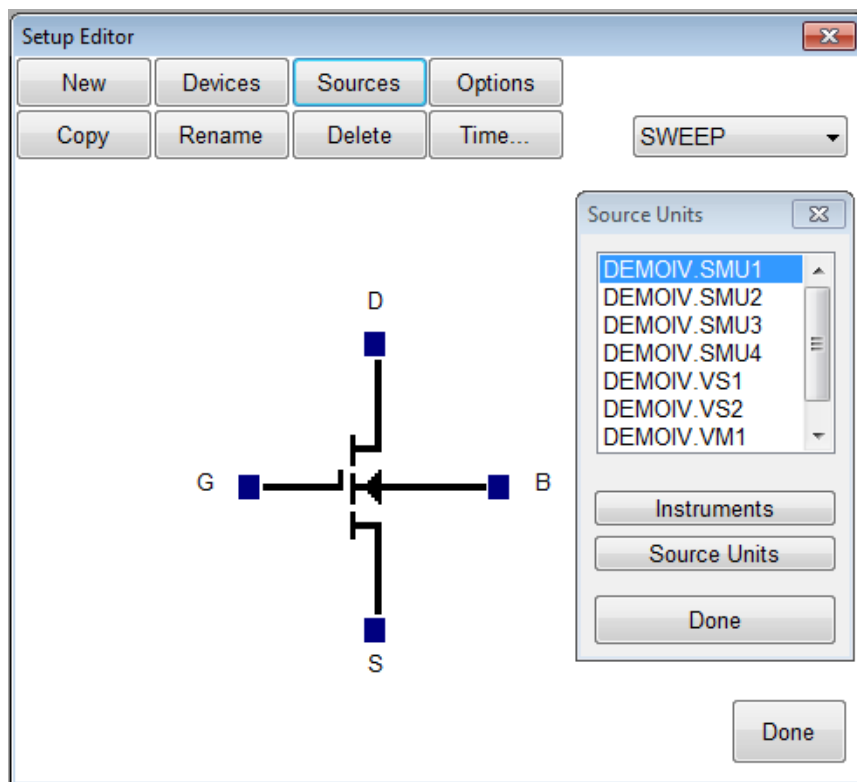 Setup Editor
New Devices Sources Options
Copy Rename Delete Time... SWEEP
Source Units
DEMOIV.SMU1
DEMOIV.SMU2
DEMOIV.SMU3
DEMOIV.SMU4
DEMOIV.VS1
DEMOIV.VS2
DEMOIV.VM1
D
G B
S
Instruments
Source Units
Done
Done